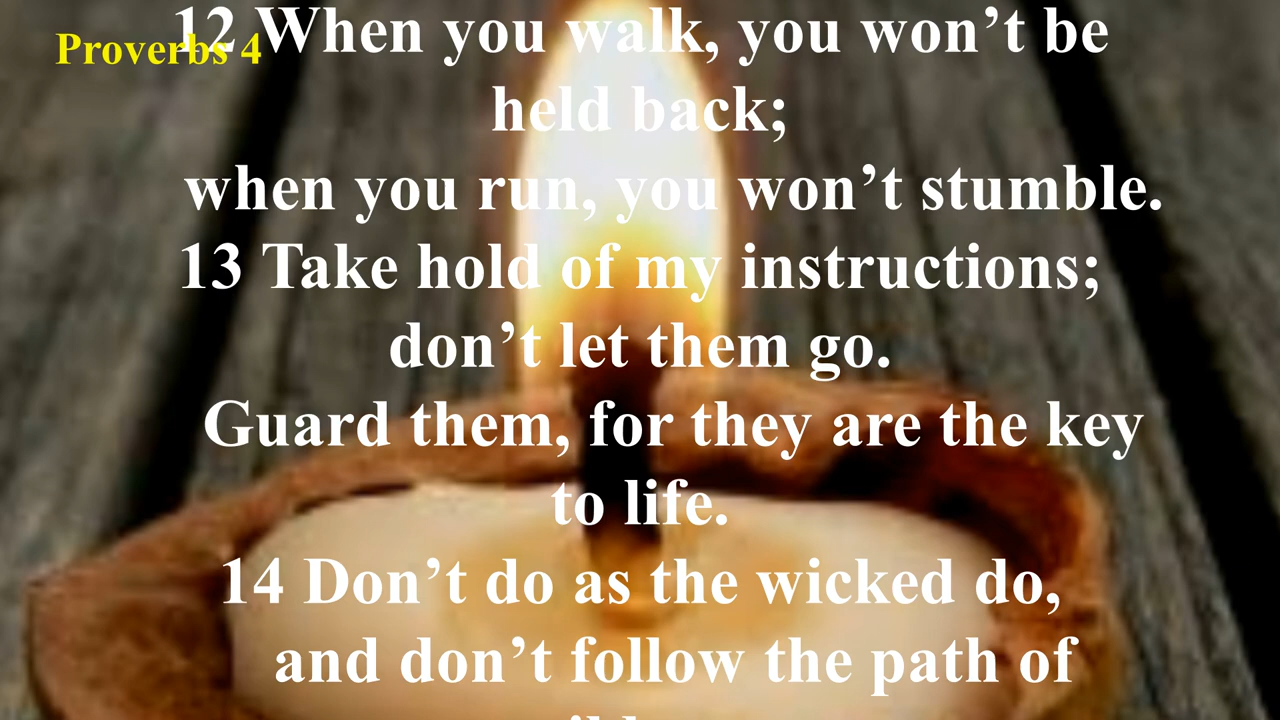 Proverbs 4
12 When you walk, you won’t be
held back;
when you run, you won’t stumble.
13 Take hold of my instructions;
don’t let them go.
Guard them, for they are the key
to life.
14 Don’t do as the wicked do,
and don’t follow the path of